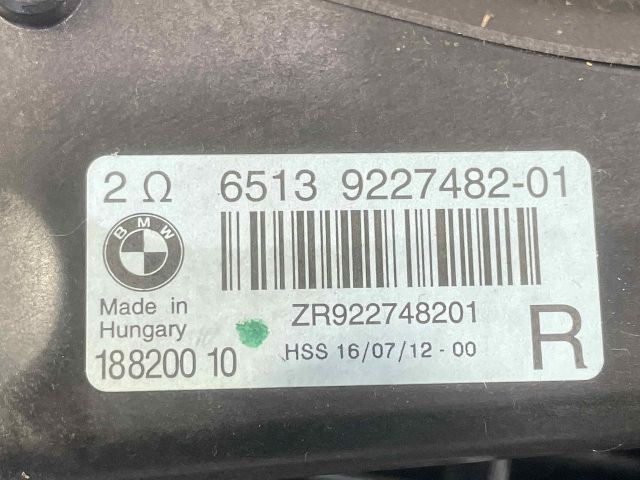 2 Ω 6513 9227482-01
BMW
Made in
Hungary
ZR922748201
188200 10
HSS 16/07/12 - 00
R